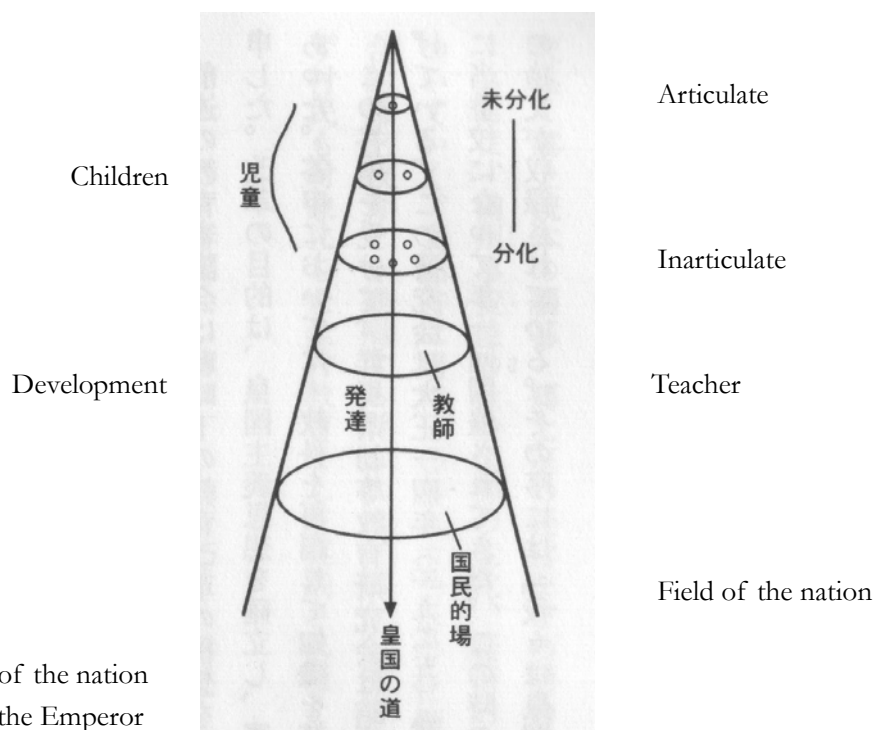 未分化
Articulate
Children
児童
分化
Inarticulate
Development
発達
教師
Teacher
国民的場
Field of the nation
皇国の道
of the nation
the Emperor